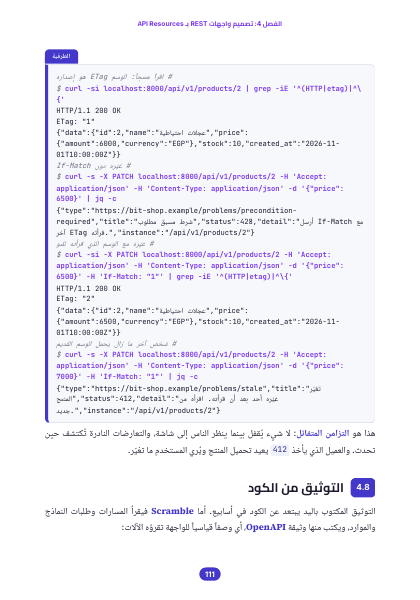 الفصل 4: تصميم واجهات REST بـ API Resources
الطرفية
# اقرأ منتجاً: الوسم ETag هو إصداره
$ curl -si localhost:8000/api/v1/products/2 | grep -iE '^(HTTP|etag)|^\
{'
HTTP/1.1 200 OK
ETag: "1"
{"data":{"id":2,"name":"عجلات احتياطية","price":
{"amount":6000,"currency":"EGP"},"stock":10,"created_at":"2026-11-
01T10:00:00Z"}}
# غيّره دون If-Match
$ curl -s -X PATCH localhost:8000/api/v1/products/2 -H 'Accept:
application/json' -H 'Content-Type: application/json' -d '{"price":
6500}' | jq -c
{"type":"https://bit-shop.example/problems/precondition-
required","title":"شرط مسبق مطلوب","status":428,"detail":"أرسل If-Match مع
آخر ETag قرأته.","instance":"/api/v1/products/2"}
# غيّره مع الوسم الذي قرأته للتو
$ curl -si -X PATCH localhost:8000/api/v1/products/2 -H 'Accept:
application/json' -H 'Content-Type: application/json' -d '{"price":
6500}' -H 'If-Match: "1"' | grep -iE '^(HTTP|etag)|^\{'
HTTP/1.1 200 OK
ETag: "2"
{"data":{"id":2,"name":"عجلات احتياطية","price":
{"amount":6500,"currency":"EGP"},"stock":10,"created_at":"2026-11-
01T10:00:00Z"}}
# شخص آخر ما زال يحمل الوسم القديم
$ curl -s -X PATCH localhost:8000/api/v1/products/2 -H 'Accept:
application/json' -H 'Content-Type: application/json' -d '{"price":
7000}' -H 'If-Match: "1"' | jq -c
{"type":"https://bit-shop.example/problems/stale","title":"تغيّر
المنتج","status":412,"detail":"غيّره أحد بعد أن قرأته. اقرأه من
جديد.","instance":"/api/v1/products/2"}
هذا هو التزامن المتفائل: لا شيء يُقفل بينما ينظر الناس إلى شاشة، والتعارضات النادرة تُكتشف حين
تحدث. والعميل الذي يأخذ 412 يعيد تحميل المنتج ويُري المستخدم ما تغيّر.
4.8 التوثيق من الكود
التوثيق المكتوب باليد يبتعد عن الكود في أسابيع. أما Scramble فيقرأ المسارات وطلبات النماذج
والموارد، ويكتب منها وثيقة OpenAPI، أي وصفاً قياسياً للواجهة تقرؤه الآلات:
111